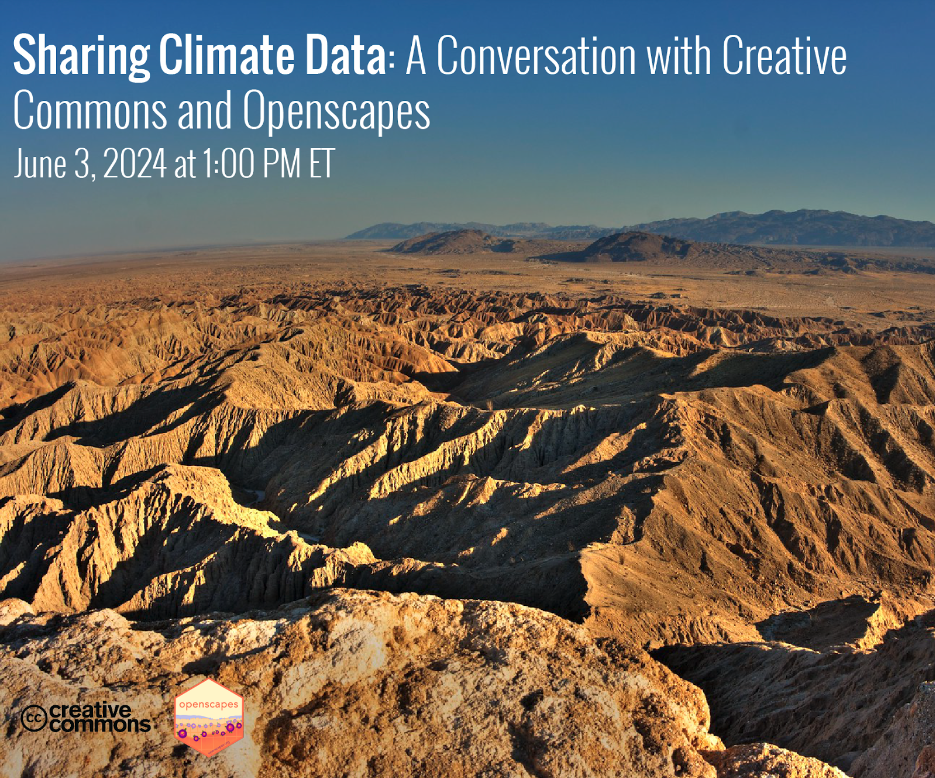 Sharing Climate Data: A Conversation with Creative
Commons and Openscapes
June 3, 2024 at 1:00 PM ET
cc creative
commons
openscapes